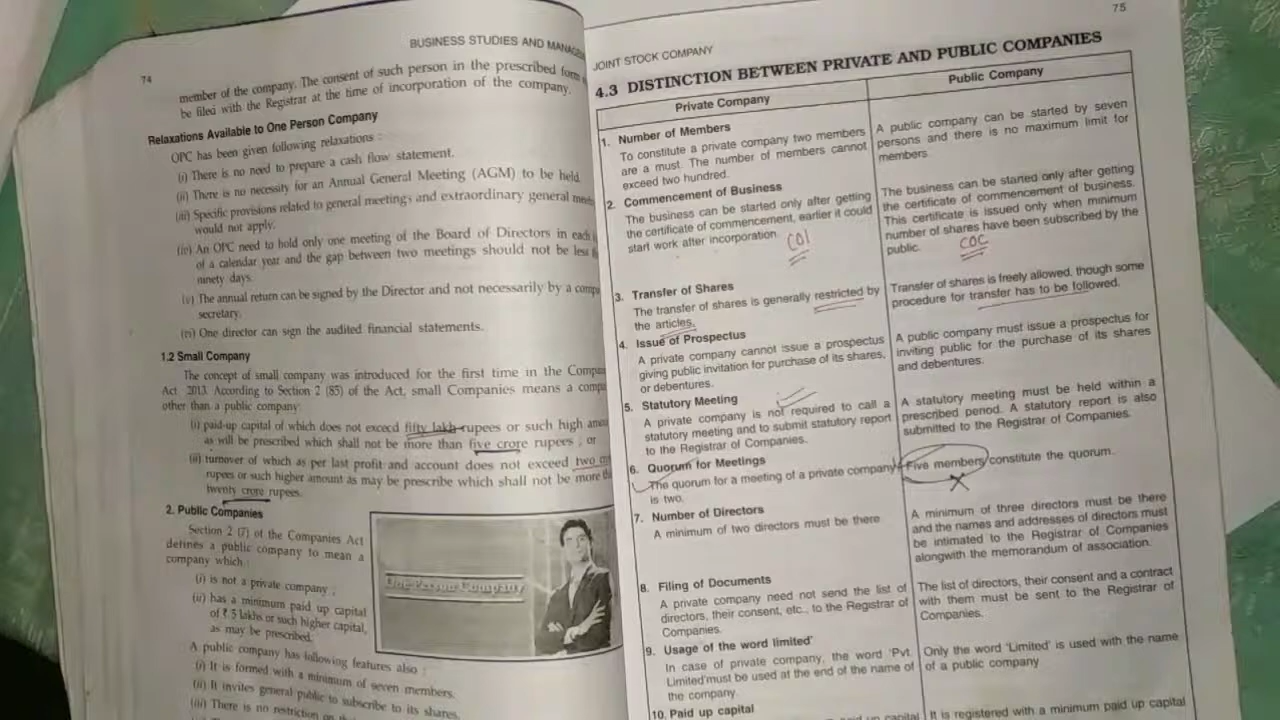 74
BUSINESS STUDIES AND
member of the company. The consent of such person in the prescribed form
be filed with the Registrar at the time of incorporation of the company.
Relaxations Available to One Person Company
OPC has been given following relaxations :
(i) There is no need to prepare a cash flow statement.
(ii) There is no necessity for an Annual General Meeting (AGM) to be held.
(iii) Specific provisions related to general meetings and extraordinary general
would not apply.
(iv) An OPC need to hold only one meeting of the Board of Directors in each
of a calendar year and the gap between two meetings should not be less
ninety days.
(v) The annual return can be signed by the Director and not necessarily by a
secretary.
(vi) One director can sign the audited financial statements.
1.2 Small Company
The concept of small company was introduced for the first time in the
Act 2013. According to Section 2 (85) of the Act, small Companies means a
other than a public company
(i) paid-up capital of which does not exceed fifty lakh rupees or such high
as will be prescribed which shall not be more than five crore rupees, or
(ii) turnover of which as per last profit and account does not exceed two
rupees or such higher amount as may be prescribe which shall not be more
twenty crore rupees.
2. Public Companies
Section 2 (7) of the Companies Act
defines a public company to mean a
company which :
(i) is not a private company ;
(ii) has a minimum paid up capital
of ₹ 5 lakhs or such higher capital,
as may be prescribed.
One Person Company
A public company has following features also :
(i) It is formed with a minimum of seven members.
(ii) It invites general public to subscribe to its shares.
(iii) There is no restriction on
JOINT STOCK COMPANY
75
4.3 DISTINCTION BETWEEN PRIVATE AND PUBLIC COMPANIES
Private Company
Public Company
1. Number of Members
To constitute a private company two members
are a must. The number of members cannot
exceed two hundred.
A public company can be started by seven
persons and there is no maximum limit for
members.
2. Commencement of Business
The business can be started only after getting
the certificate of commencement, earlier it could
start work after incorporation.
COI
The business can be started only after getting
the certificate of commencement of business.
This certificate is issued only when minimum
number of shares have been subscribed by the
public.
COC
3. Transfer of Shares
The transfer of shares is generally restricted by
the articles.
Transfer of shares is freely allowed, though some
procedure for transfer has to be followed.
4. Issue of Prospectus
A private company cannot issue a prospectus
giving public invitation for purchase of its shares,
or debentures.
A public company must issue a prospectus for
inviting public for the purchase of its shares
and debentures.
5. Statutory Meeting
A private company is not required to call a
statutory meeting and to submit statutory report
to the Registrar of Companies.
A statutory meeting must be held within a
prescribed period. A statutory report is also
submitted to the Registrar of Companies.
6. Quorum for Meetings
The quorum for a meeting of a private company
is two.
Five members constitute the quorum.
7. Number of Directors
A minimum of two directors must be there
A minimum of three directors must be there
and the names and addresses of directors must
be intimated to the Registrar of Companies
alongwith the memorandum of association.
8. Filing of Documents
A private company need not send the list of
directors, their consent, etc., to the Registrar of
Companies.
The list of directors, their consent and a contract
with them must be sent to the Registrar of
Companies.
9. Usage of the word limited'
In case of private company, the word 'Pvt.
Limited'must be used at the end of the name of
the company.
Only the word 'Limited' is used with the name
of a public company
10. Paid up capital
It is registered with a minimum paid up capital